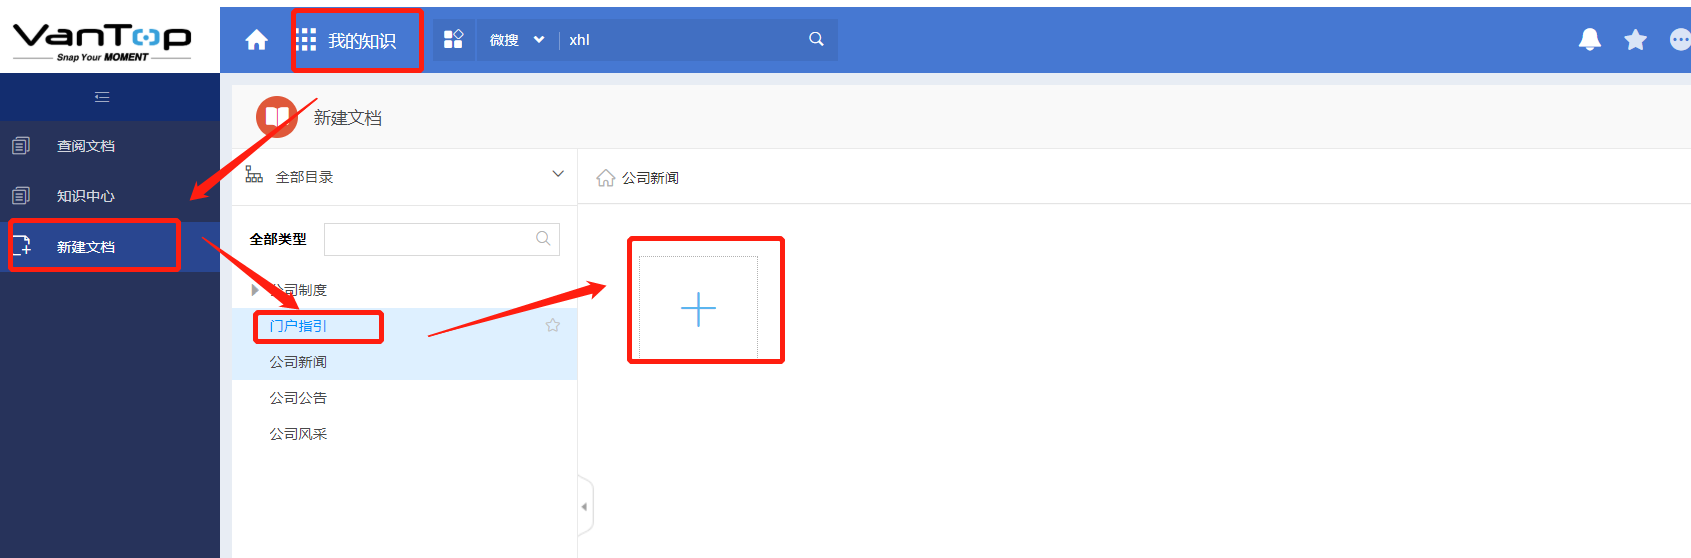 VanTop
Snap Your MOMENT
我的知识
微搜
xhl
查阅文档
知识中心
新建文档
新建文档
全部目录
全部类型
公司制度
门户指引
公司新闻
公司公告
公司风采
公司新闻